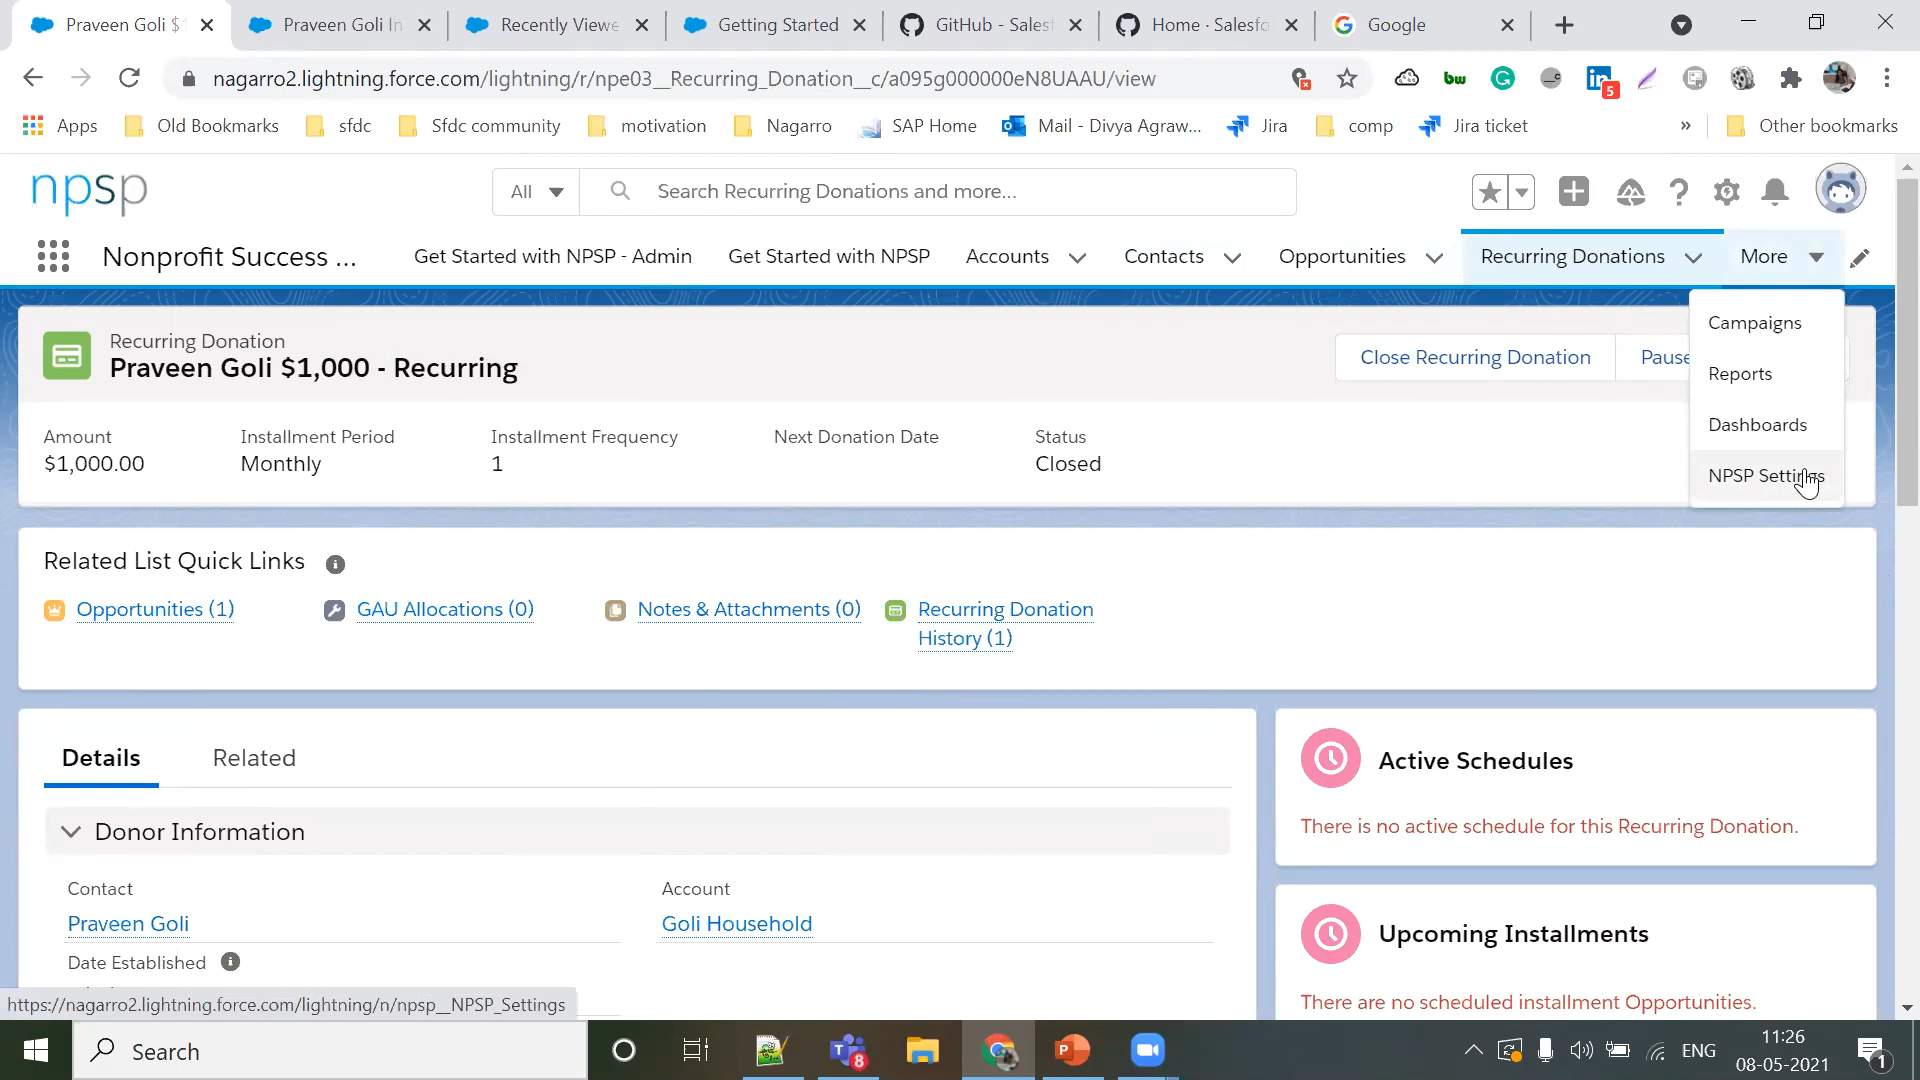 Praveen Goli $1
Praveen Goli In
Recently Viewe
Getting Started
GitHub - Salesf
Home · Salesfo
Google
nagarro2.lightning.force.com/lightning/r/npe03__Recurring_Donation__c/a095g000000eN8UAAU/view
bw
5
Apps
Old Bookmarks
sfdc
Sfdc community
motivation
Nagarro
SAP Home
Mail - Divya Agraw...
Jira
comp
Jira ticket
»
Other bookmarks
npsp
All
Search Recurring Donations and more...
Nonprofit Success ...
Get Started with NPSP - Admin
Get Started with NPSP
Accounts
Contacts
Opportunities
Recurring Donations
More
Campaigns
Reports
Dashboards
NPSP Settings
Recurring Donation
Praveen Goli $1,000 - Recurring
Close Recurring Donation
Pause
Amount
$1,000.00
Installment Period
Monthly
Installment Frequency
1
Next Donation Date
Status
Closed
Related List Quick Links
Opportunities (1)
GAU Allocations (0)
Notes & Attachments (0)
Recurring Donation
History (1)
Details
Related
Donor Information
Contact
Praveen Goli
Account
Goli Household
Date Established
Active Schedules
There is no active schedule for this Recurring Donation.
Upcoming Installments
There are no scheduled installment Opportunities.
https://nagarro2.lightning.force.com/lightning/n/npsp__NPSP_Settings
Search
8
ENG
11:26
08-05-2021
1